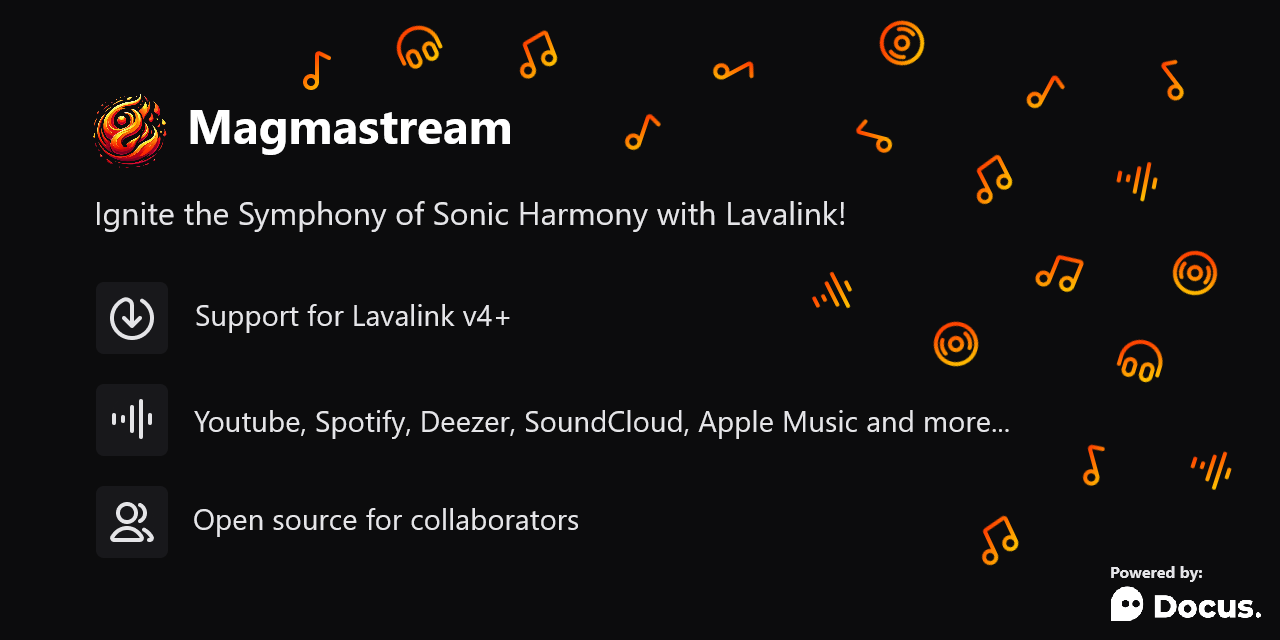 Magmastream
Ignite the Symphony of Sonic Harmony with Lavalink!
Support for Lavalink v4+
Youtube, Spotify, Deezer, SoundCloud, Apple Music and more...
Open source for collaborators
Powered by:
Docus.